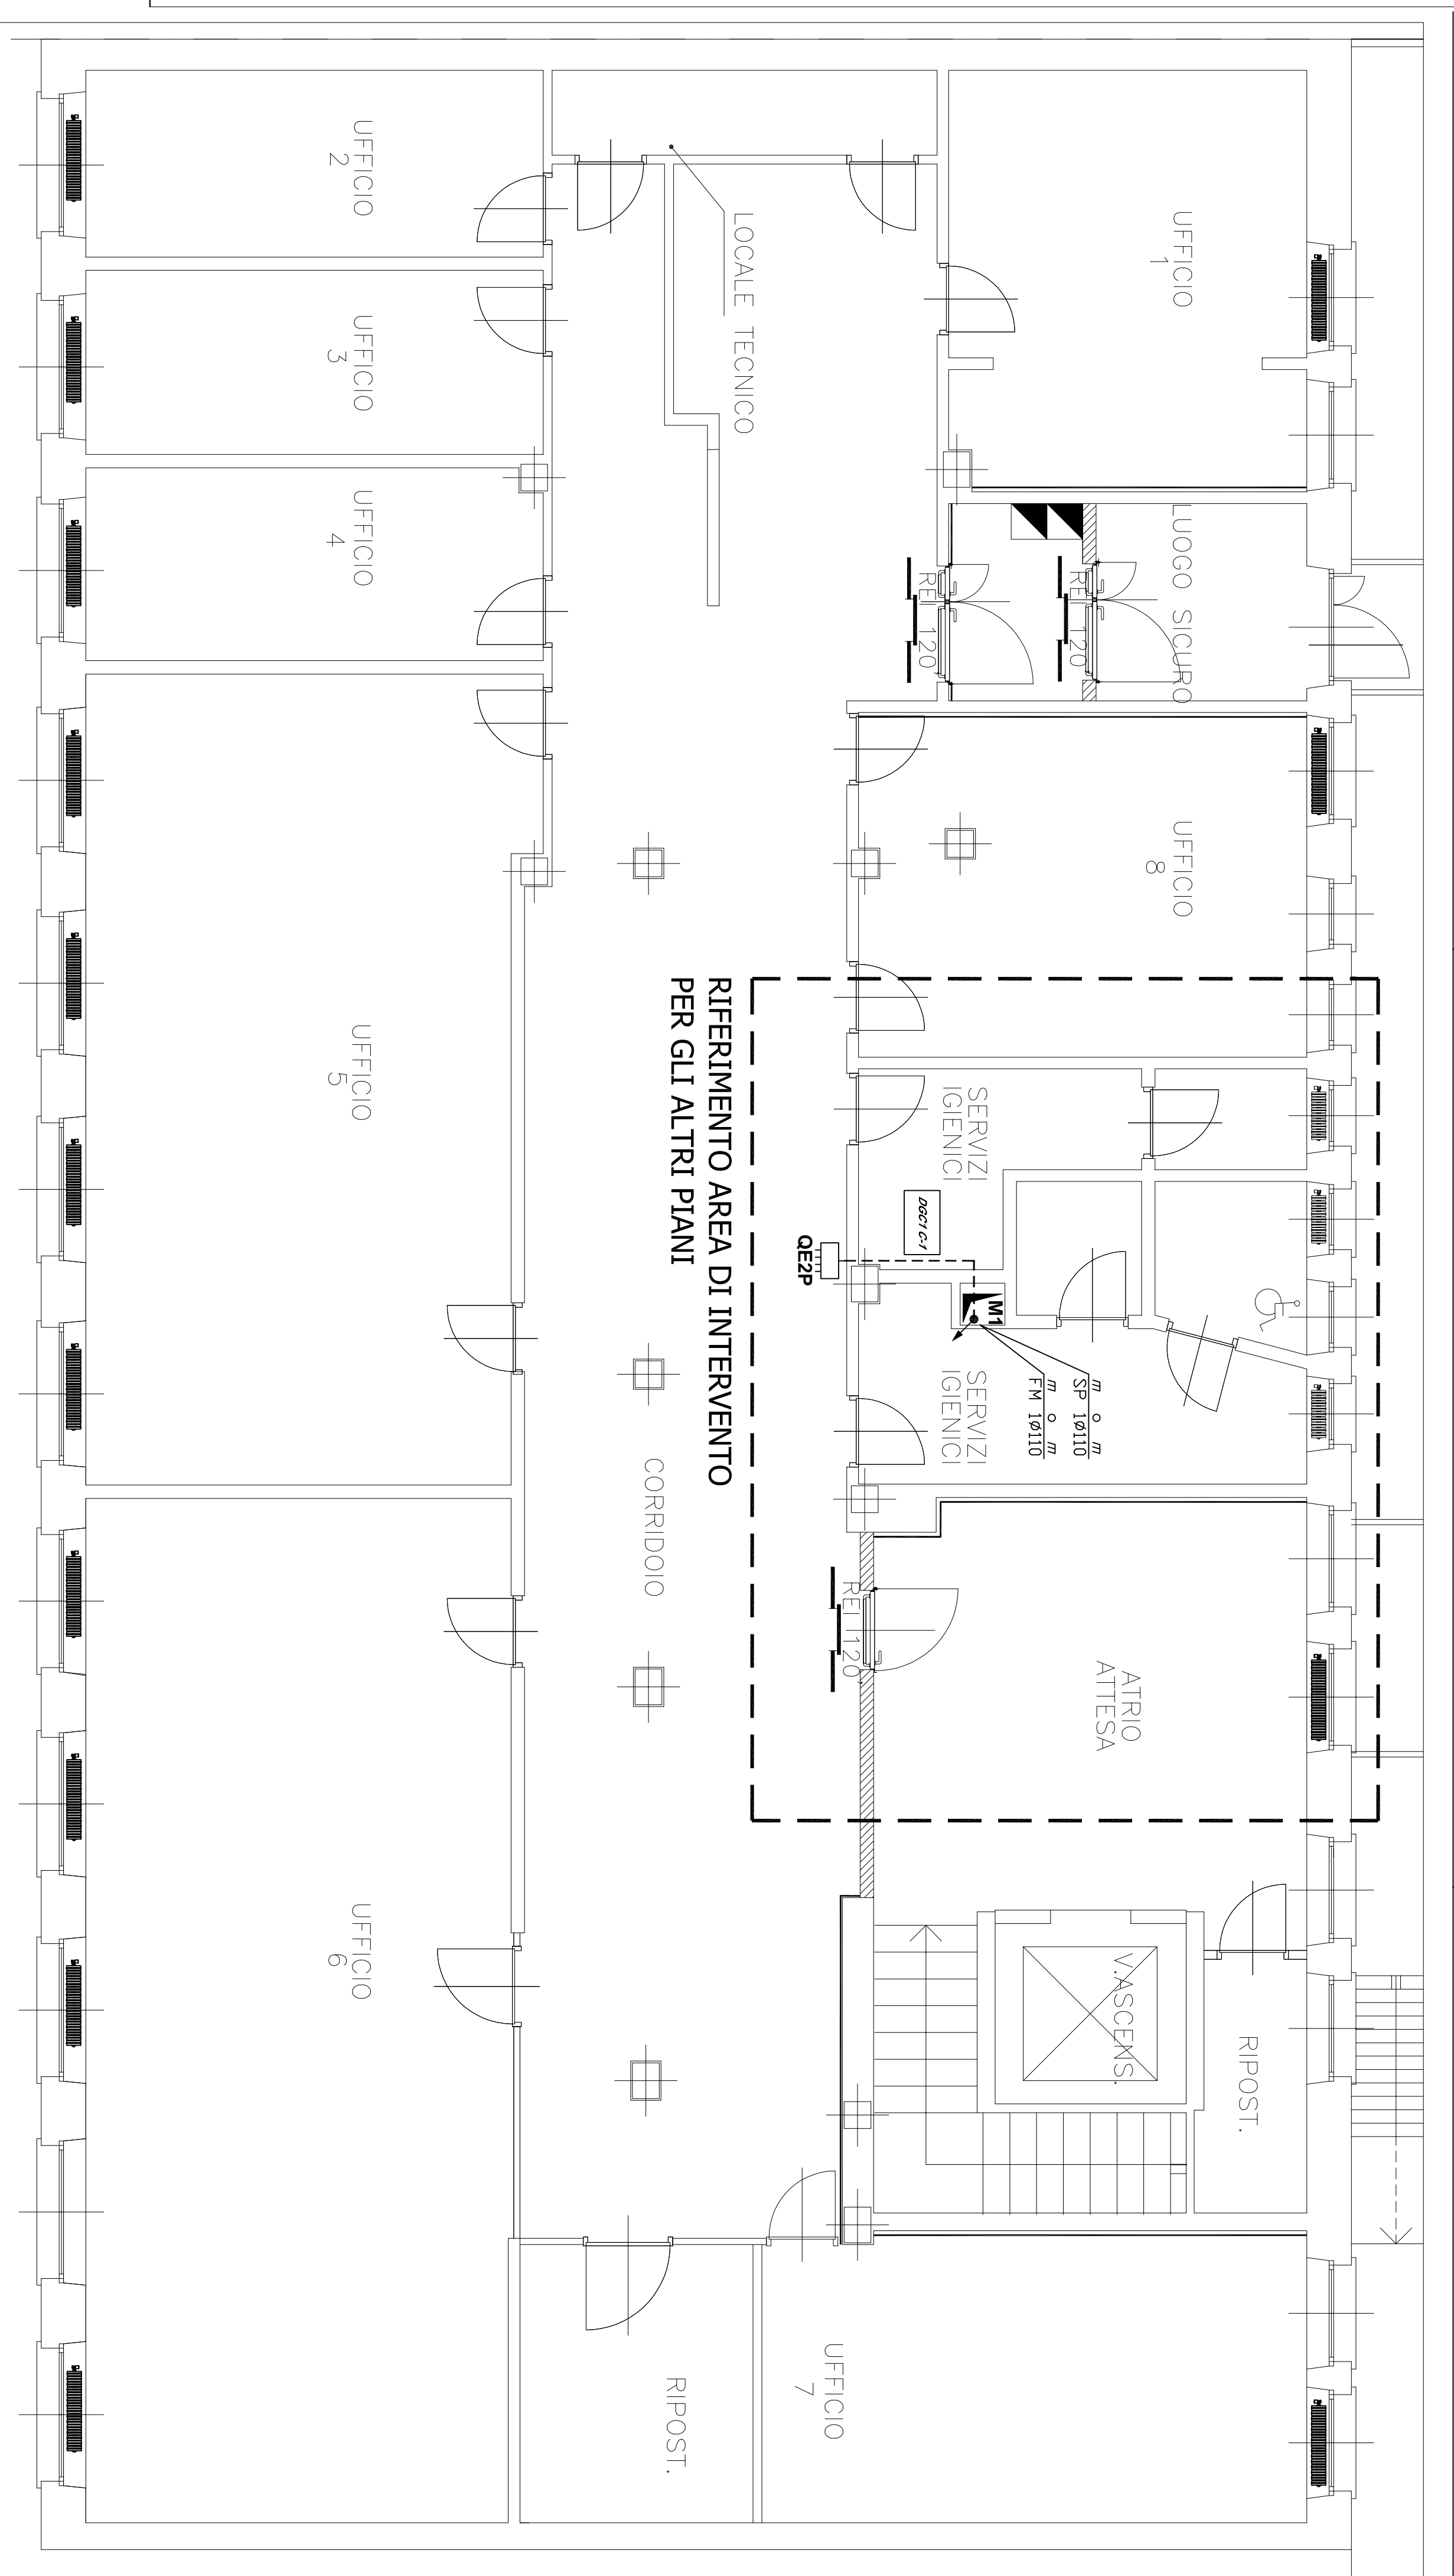 UFFICIO
1
LUOGO SICURO
REI 120
REI 120
LOCALE TECNICO
UFFICIO
2
UFFICIO
3
UFFICIO
4
UFFICIO
8
SERVIZI
IGIENICI
DGC1 C-1
QE2P
M1
SP 1Ø110
FM 1Ø110
SERVIZI
IGIENICI
RIFERIMENTO AREA DI INTERVENTO
PER GLI ALTRI PIANI
UFFICIO
5
CORRIDOIO
REI 120
ATRIO
ATTESA
V.ASCENS.
RIPOST.
UFFICIO
6
UFFICIO
7
RIPOST.